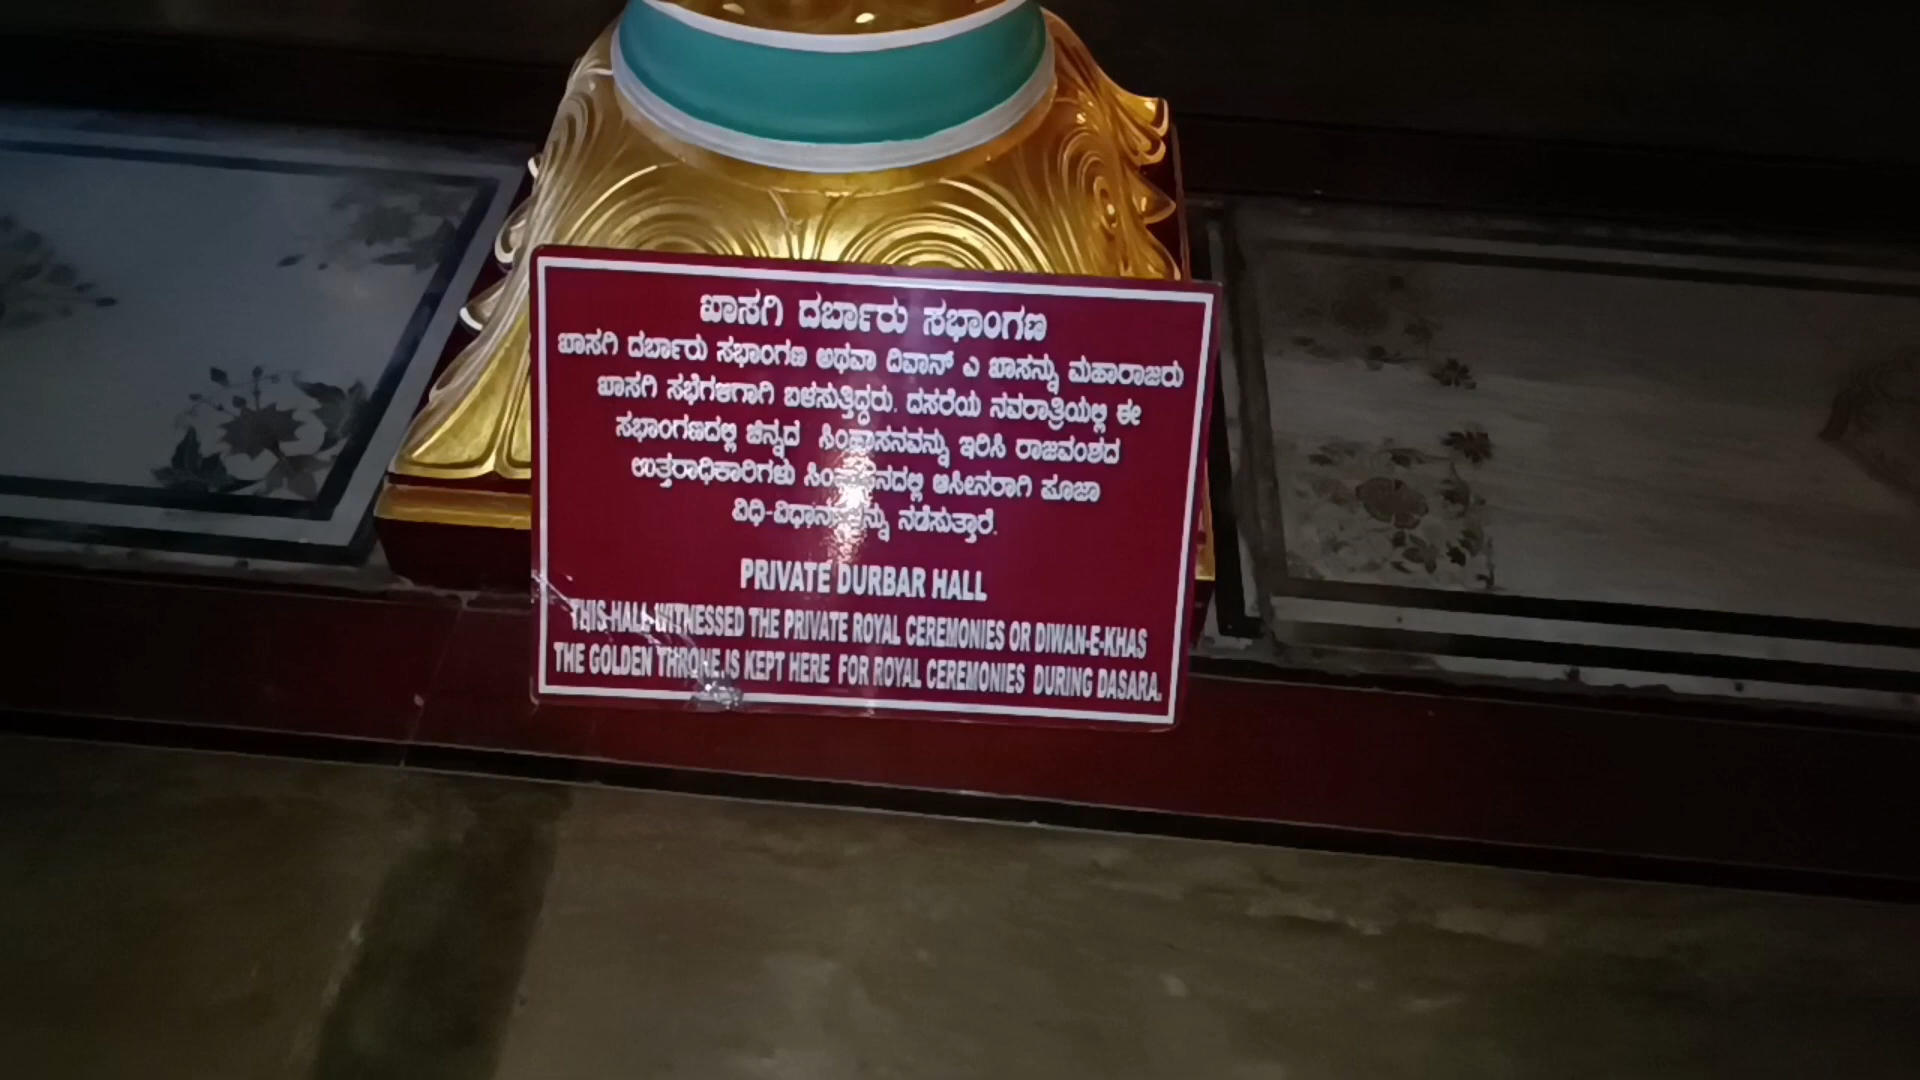 ಖಾಸಗಿ ದರ್ಬಾರು ಸಭಾಂಗಣ
ಖಾಸಗಿ ದರ್ಬಾರು ಸಭಾಂಗಣ ಅಥವಾ ದಿವಾನ್ ಎ ಖಾಸನ್ನು ಮಹಾರಾಜರು
ಖಾಸಗಿ ಸಭೆಗಳಿಗಾಗಿ ಬಳಸುತ್ತಿದ್ದರು. ದಸರೆಯ ನವರಾತ್ರಿಯಲ್ಲಿ ಈ
ಸಭಾಂಗಣದಲ್ಲಿ ಚಿನ್ನದ ಸಿಂಹಾಸನವನ್ನು ಇರಿಸಿ ರಾಜವಂಶದ
ಉತ್ತರಾಧಿಕಾರಿಗಳು ಸಿಂಹಾಸನದಲ್ಲಿ ಆಸೀನರಾಗಿ ಪೂಜಾ
ವಿಧಿ-ವಿಧಾನವನ್ನು ನಡೆಸುತ್ತಾರೆ.
PRIVATE DURBAR HALL
THIS HALL WITNESSED THE PRIVATE ROYAL CEREMONIES OR DIWAN-E-KHAS
THE GOLDEN THRONE IS KEPT HERE FOR ROYAL CEREMONIES DURING DASARA.